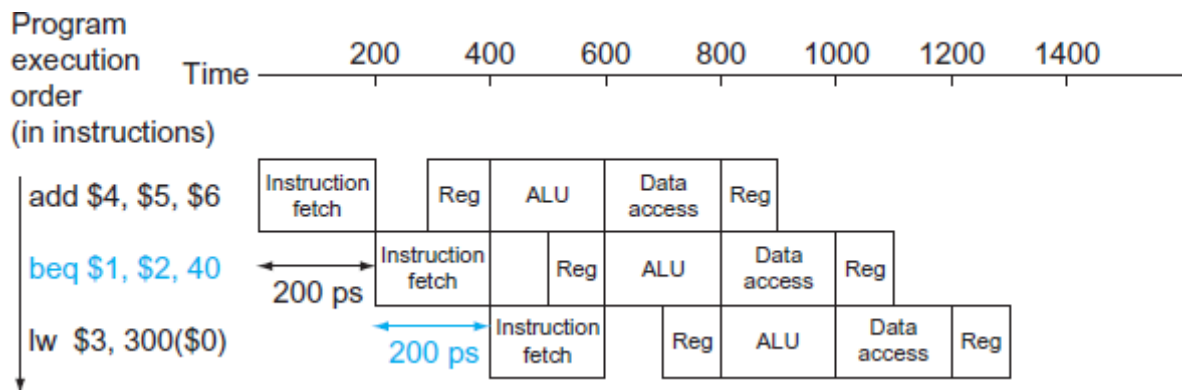 Program
execution
order
(in instructions)
Time
200 400 600 800 1000 1200 1400
add $4, $5, $6
Instruction
fetch
Reg
ALU
Data
access
Reg
beq $1, $2, 40
200 ps
Instruction
fetch
Reg
ALU
Data
access
Reg
lw $3, 300($0)
200 ps
Instruction
fetch
Reg
ALU
Data
access
Reg